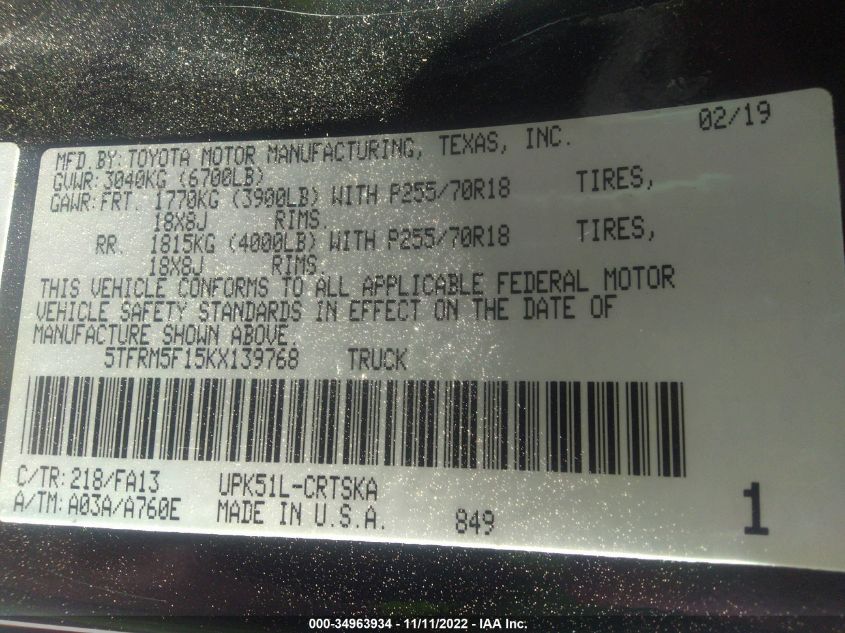 02/19
MFD.BY:TOYOTA MOTOR MANUFACTURING, TEXAS, INC.
GVWR:3040KG (6700LB)
GAWR:FRT. 1770KG (3900LB) WITH P255/70R18 TIRES,
18X8J RIMS.
RR. 1815KG (4000LB) WITH P255/70R18 TIRES,
18X8J RIMS.
THIS VEHICLE CONFORMS TO ALL APPLICABLE FEDERAL MOTOR
VEHICLE SAFETY STANDARDS IN EFFECT ON THE DATE OF
MANUFACTURE SHOWN ABOVE.
5TFRM5F15KX139768 TRUCK
C/TR:218/FA13 UPK51L-CRTSKA
A/TM:A03A/A760E MADE IN U.S.A. 849 1
000-34963934 - 11/11/2022 - IAA Inc.